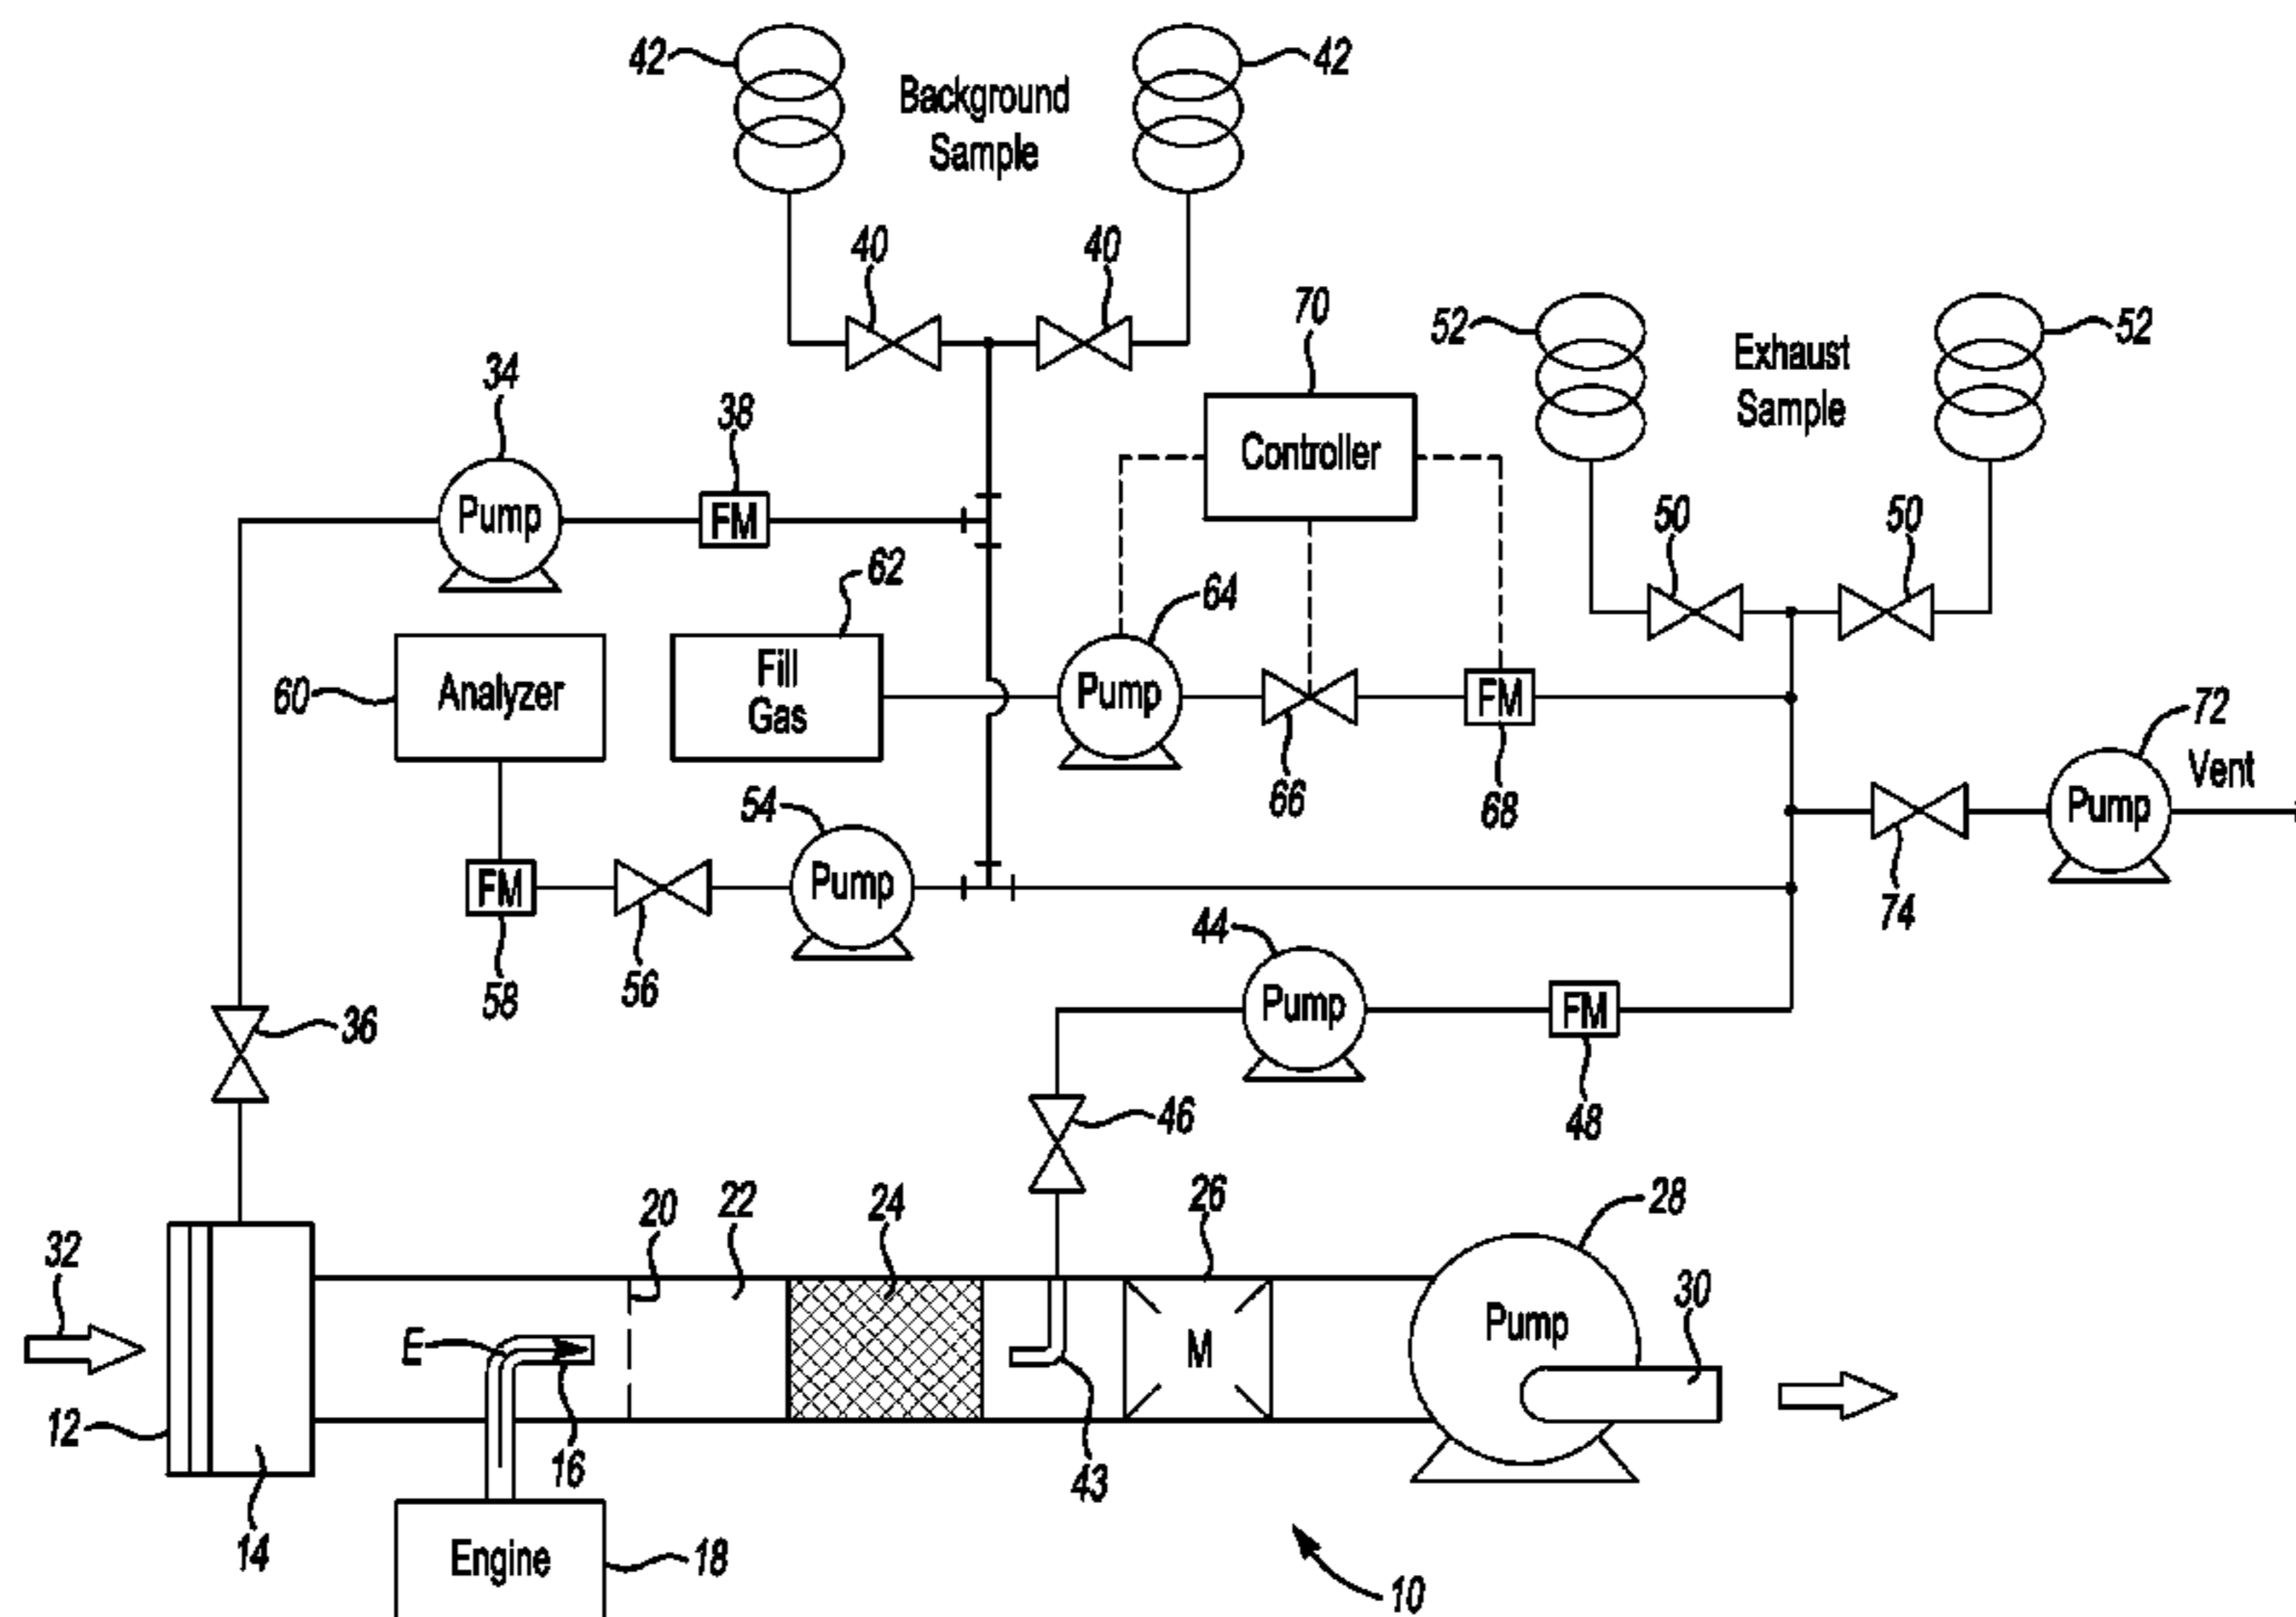 42
Background
Sample
42
40
40
70
52
Exhaust
Sample
52
34
38
Controller
Pump
FM
50
50
62
64
60
Analyzer
Fill
Gas
Pump
FM
72
Vent
66
68
54
Pump
FM
Pump
74
44
58
56
Pump
FM
36
46
48
20
22
24
26
28
32
30
E
Pump
M
12
16
43
14
Engine
18
10